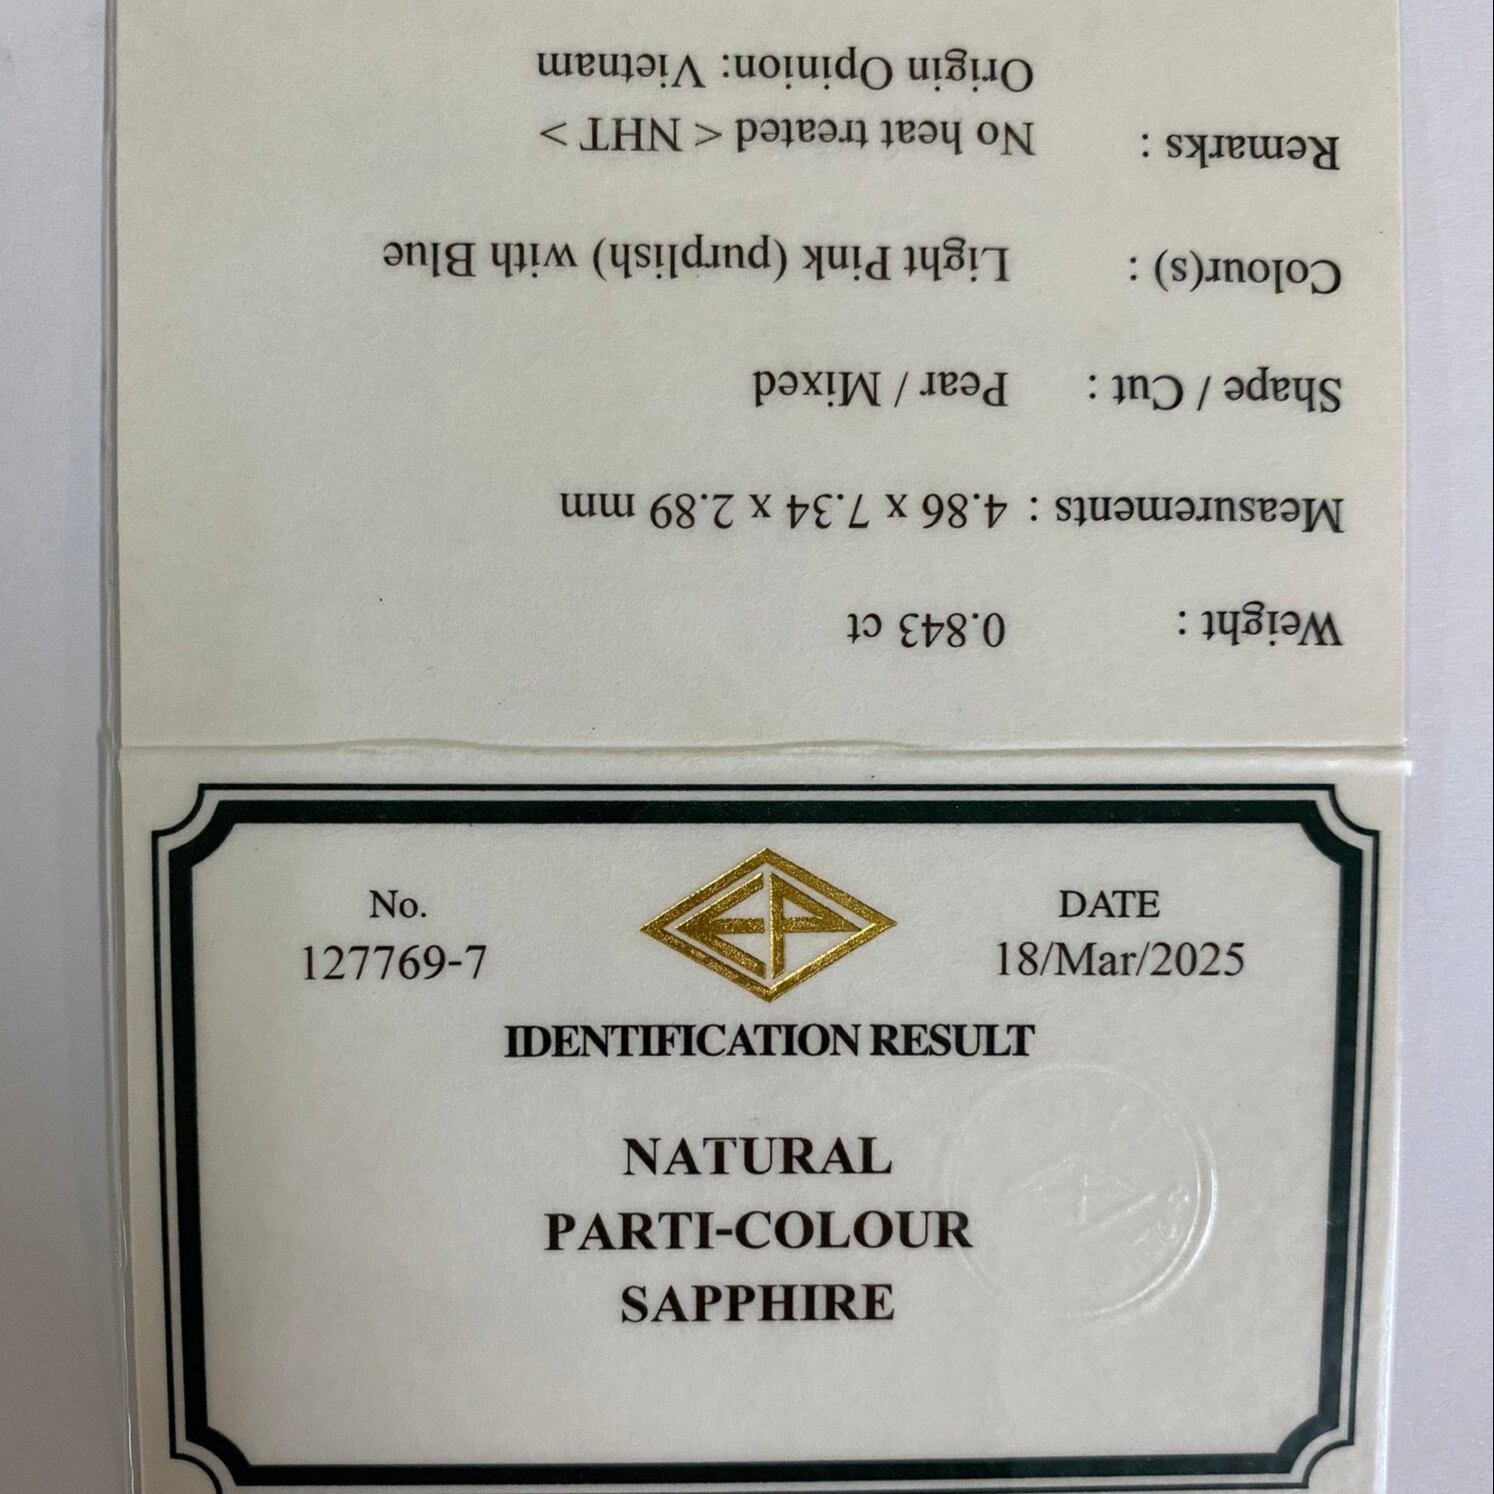 No.
127769-7
DATE
18/Mar/2025
IDENTIFICATION RESULT
NATURAL
PARTI-COLOUR
SAPPHIRE
Weight : 0.843 ct
Measurements : 4.86 x 7.34 x 2.89 mm
Shape / Cut : Pear / Mixed
Colour(s) : Light Pink (purplish) with Blue
Remarks : No heat treated < NHT >
Origin Opinion: Vietnam